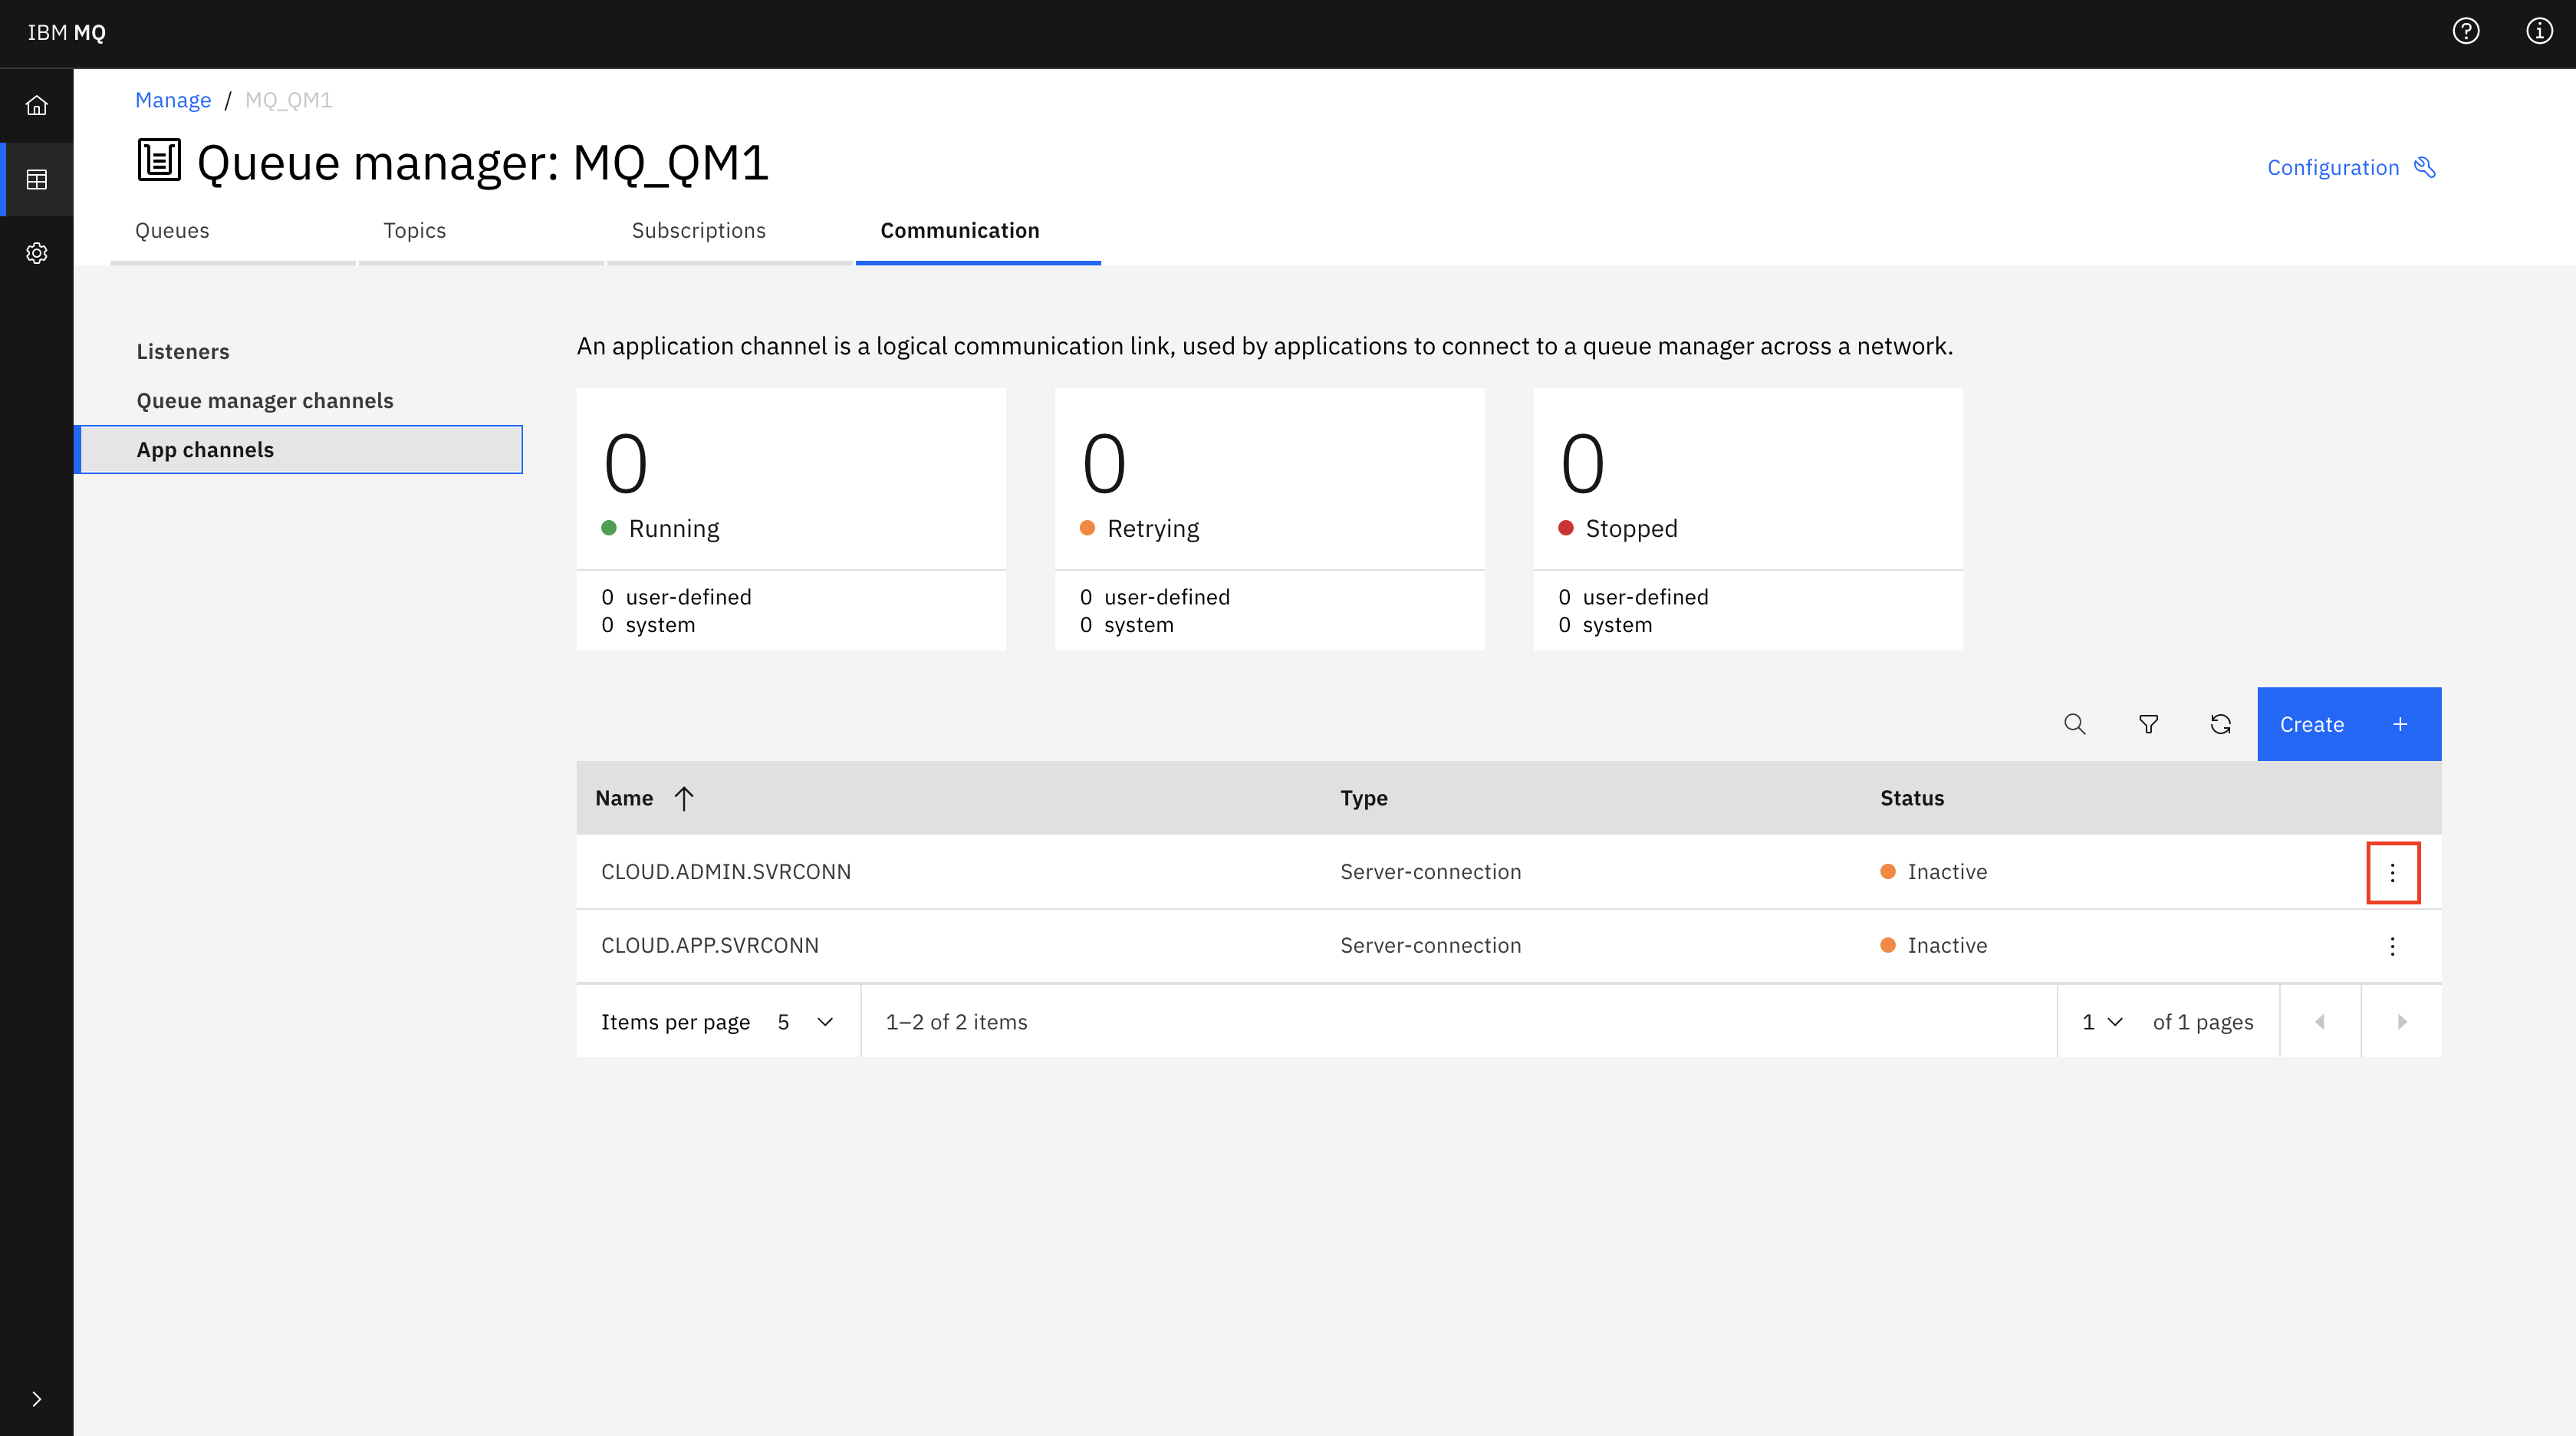 IBM MQ
Manage / MQ_QM1
Queue manager: MQ_QM1
Configuration
Queues Topics Subscriptions Communication
Listeners
Queue manager channels
App channels
An application channel is a logical communication link, used by applications to connect to a queue manager across a network.
0
Running
0 user-defined
0 system
0
Retrying
0 user-defined
0 system
0
Stopped
0 user-defined
0 system
Create +
Name Type Status
CLOUD.ADMIN.SVRCONN Server-connection Inactive
CLOUD.APP.SVRCONN Server-connection Inactive
Items per page 5 1–2 of 2 items 1 of 1 pages